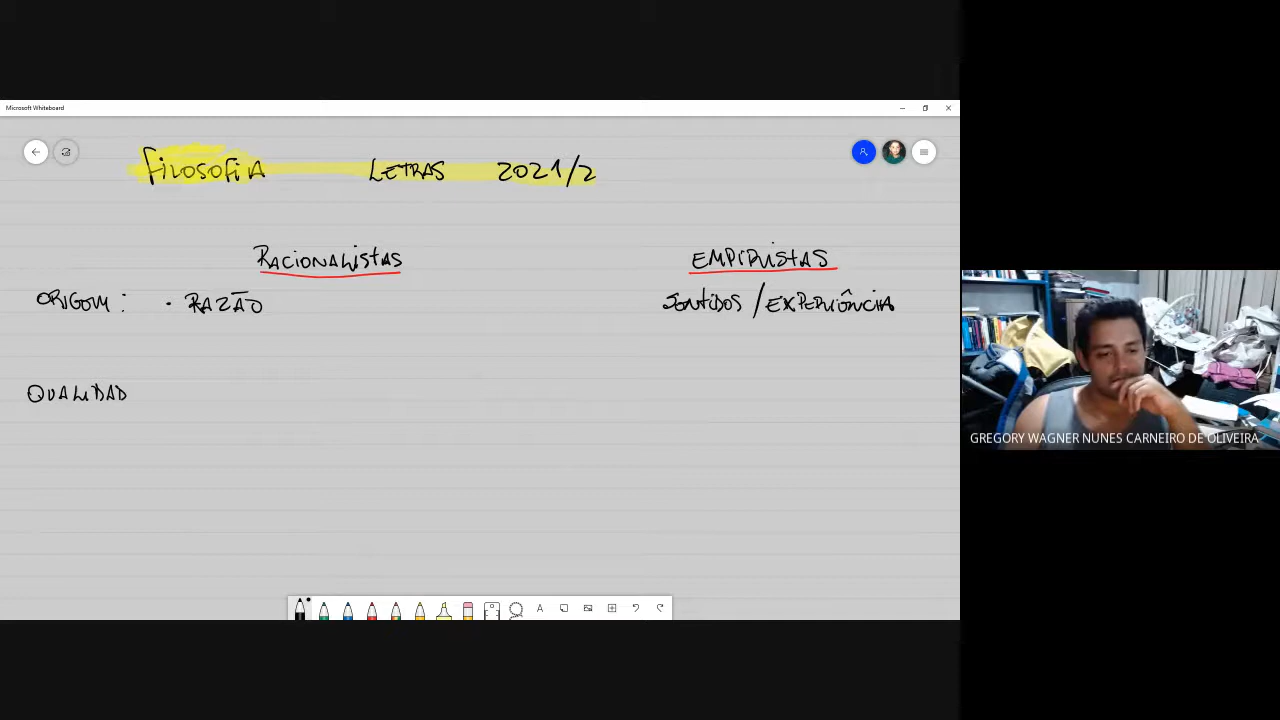 Microsoft Whiteboard
FILOSOFIA LETRAS 2021/2
RACIONALISTAS EMPIRISTAS
ORIGEM: • RAZÃO SENTIDOS / EXPERIÊNCIA
QUALIDAD
GREGORY WAGNER NUNES CARNEIRO DE OLIVEIRA